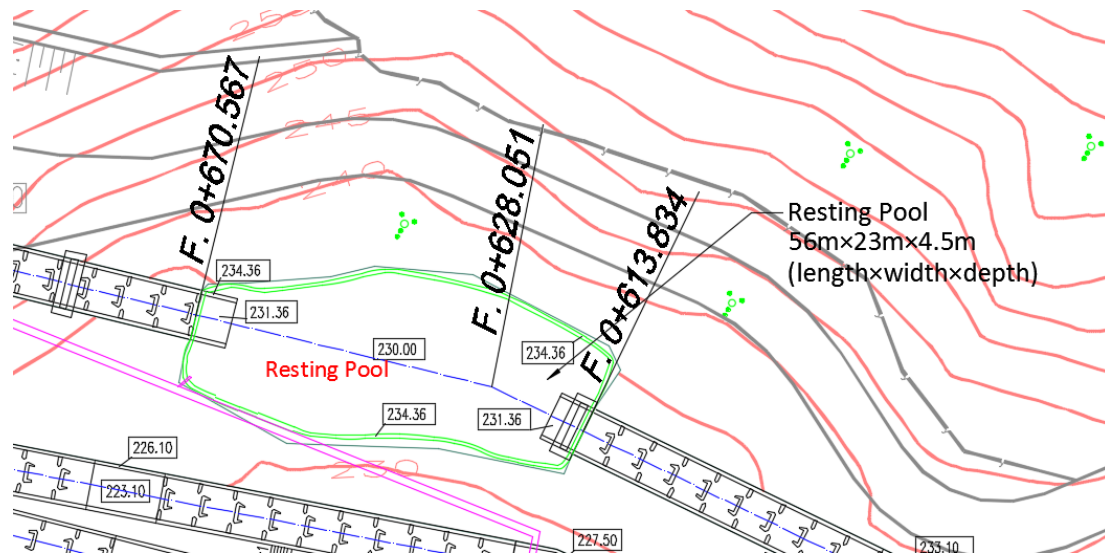 250
250
245
240
F. 0+670.567
F. 0+628.051
F. 0+613.834
Resting Pool
56m×23m×4.5m
(length×width×depth)
234.36
231.36
230.00
Resting Pool
234.36
231.36
234.36
226.10
223.10
230
227.50
233.10